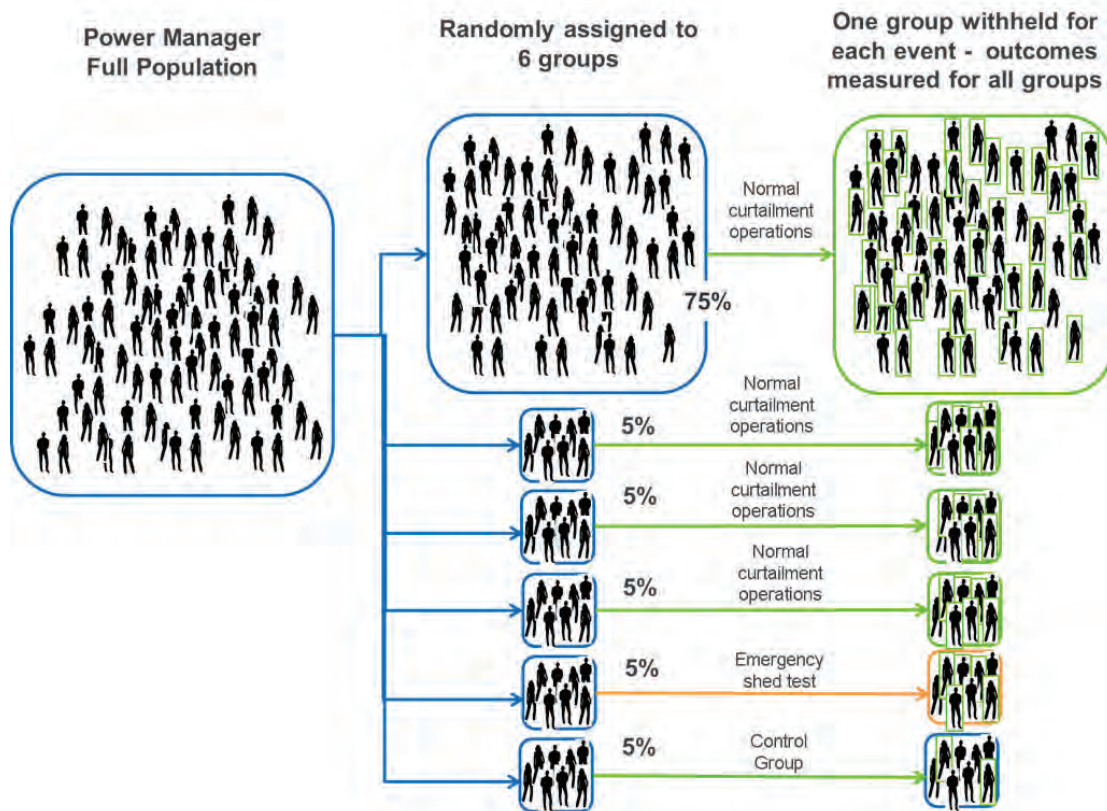 Power Manager
Full Population
Randomly assigned to
6 groups
One group withheld for
each event - outcomes
measured for all groups
Normal
curtailment
operations
75%
5%
Normal
curtailment
operations
5%
Normal
curtailment
operations
5%
Normal
curtailment
operations
5%
Emergency
shed test
5%
Control
Group